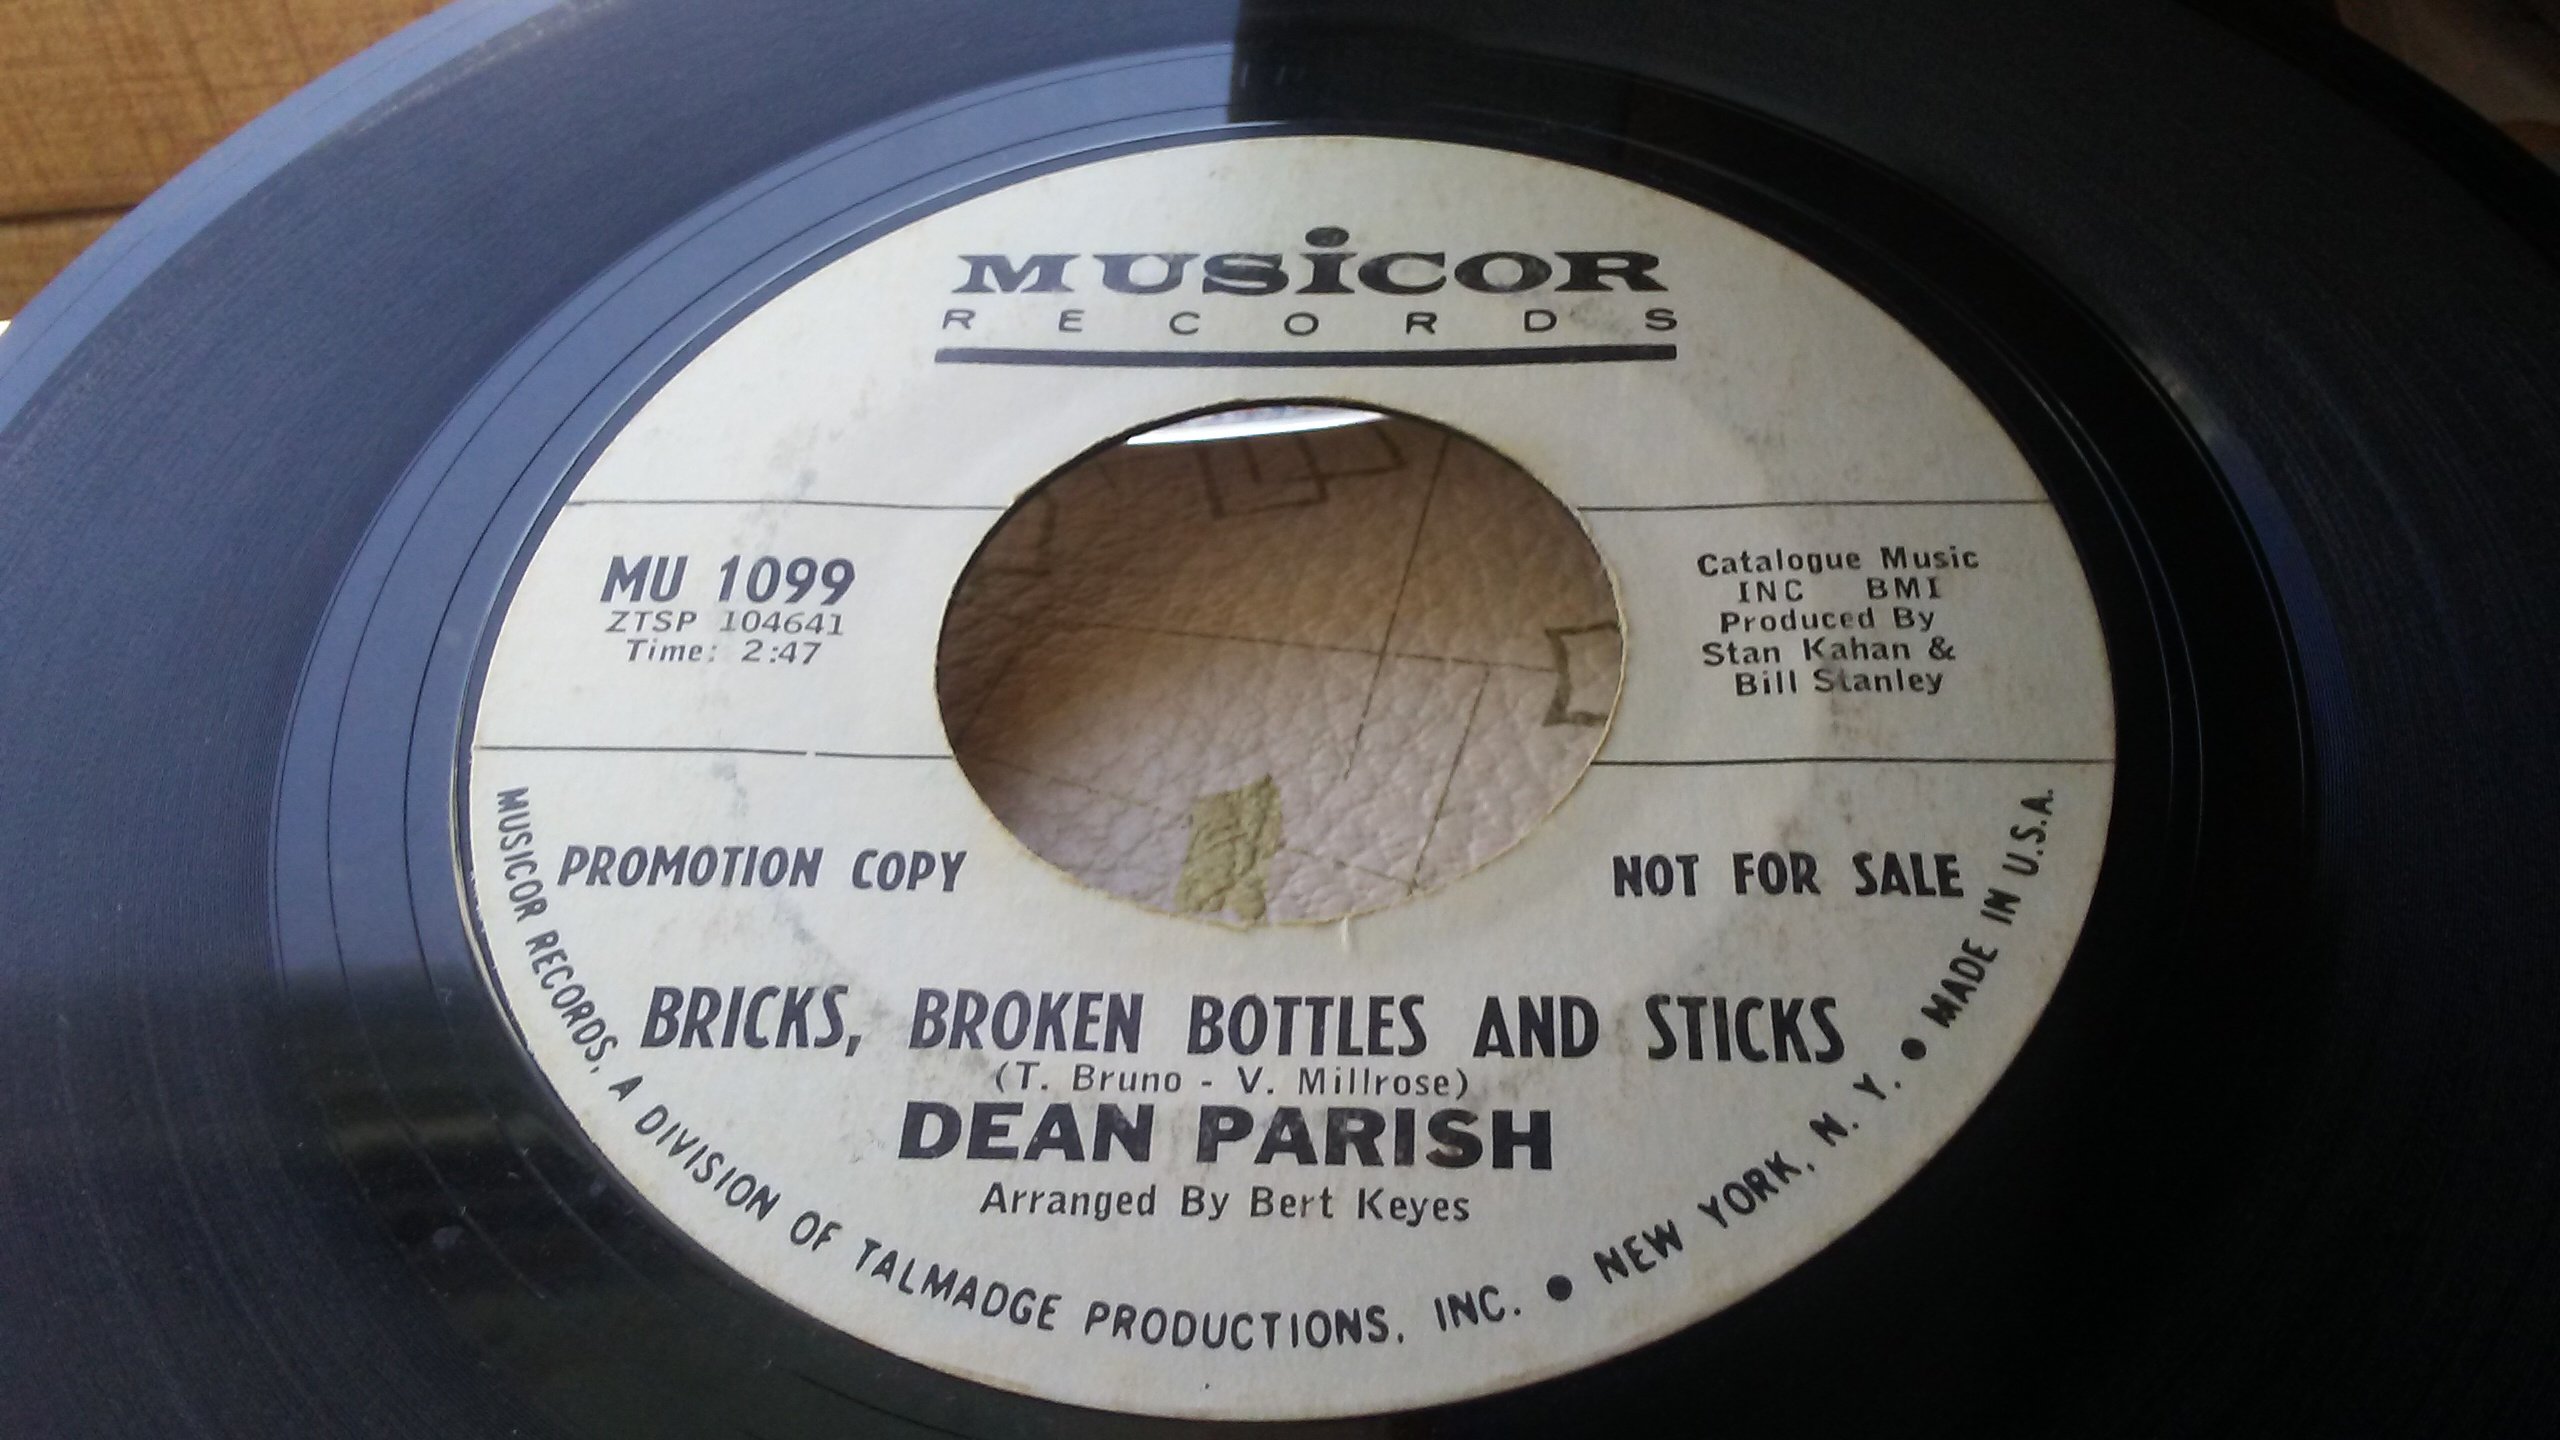 MUSiCOR
RECORDS
MU 1099
ZTSP 104641
Time: 2:47
Catalogue Music
INC BMI
Produced By
Stan Kahan &
Bill Stanley
PROMOTION COPY
NOT FOR SALE
BRICKS, BROKEN BOTTLES AND STICKS
(T. Bruno - V. Millrose)
DEAN PARISH
Arranged By Bert Keyes
MUSICOR RECORDS, A DIVISION OF TALMADGE PRODUCTIONS, INC. • NEW YORK, N. Y. • MADE IN U.S.A.